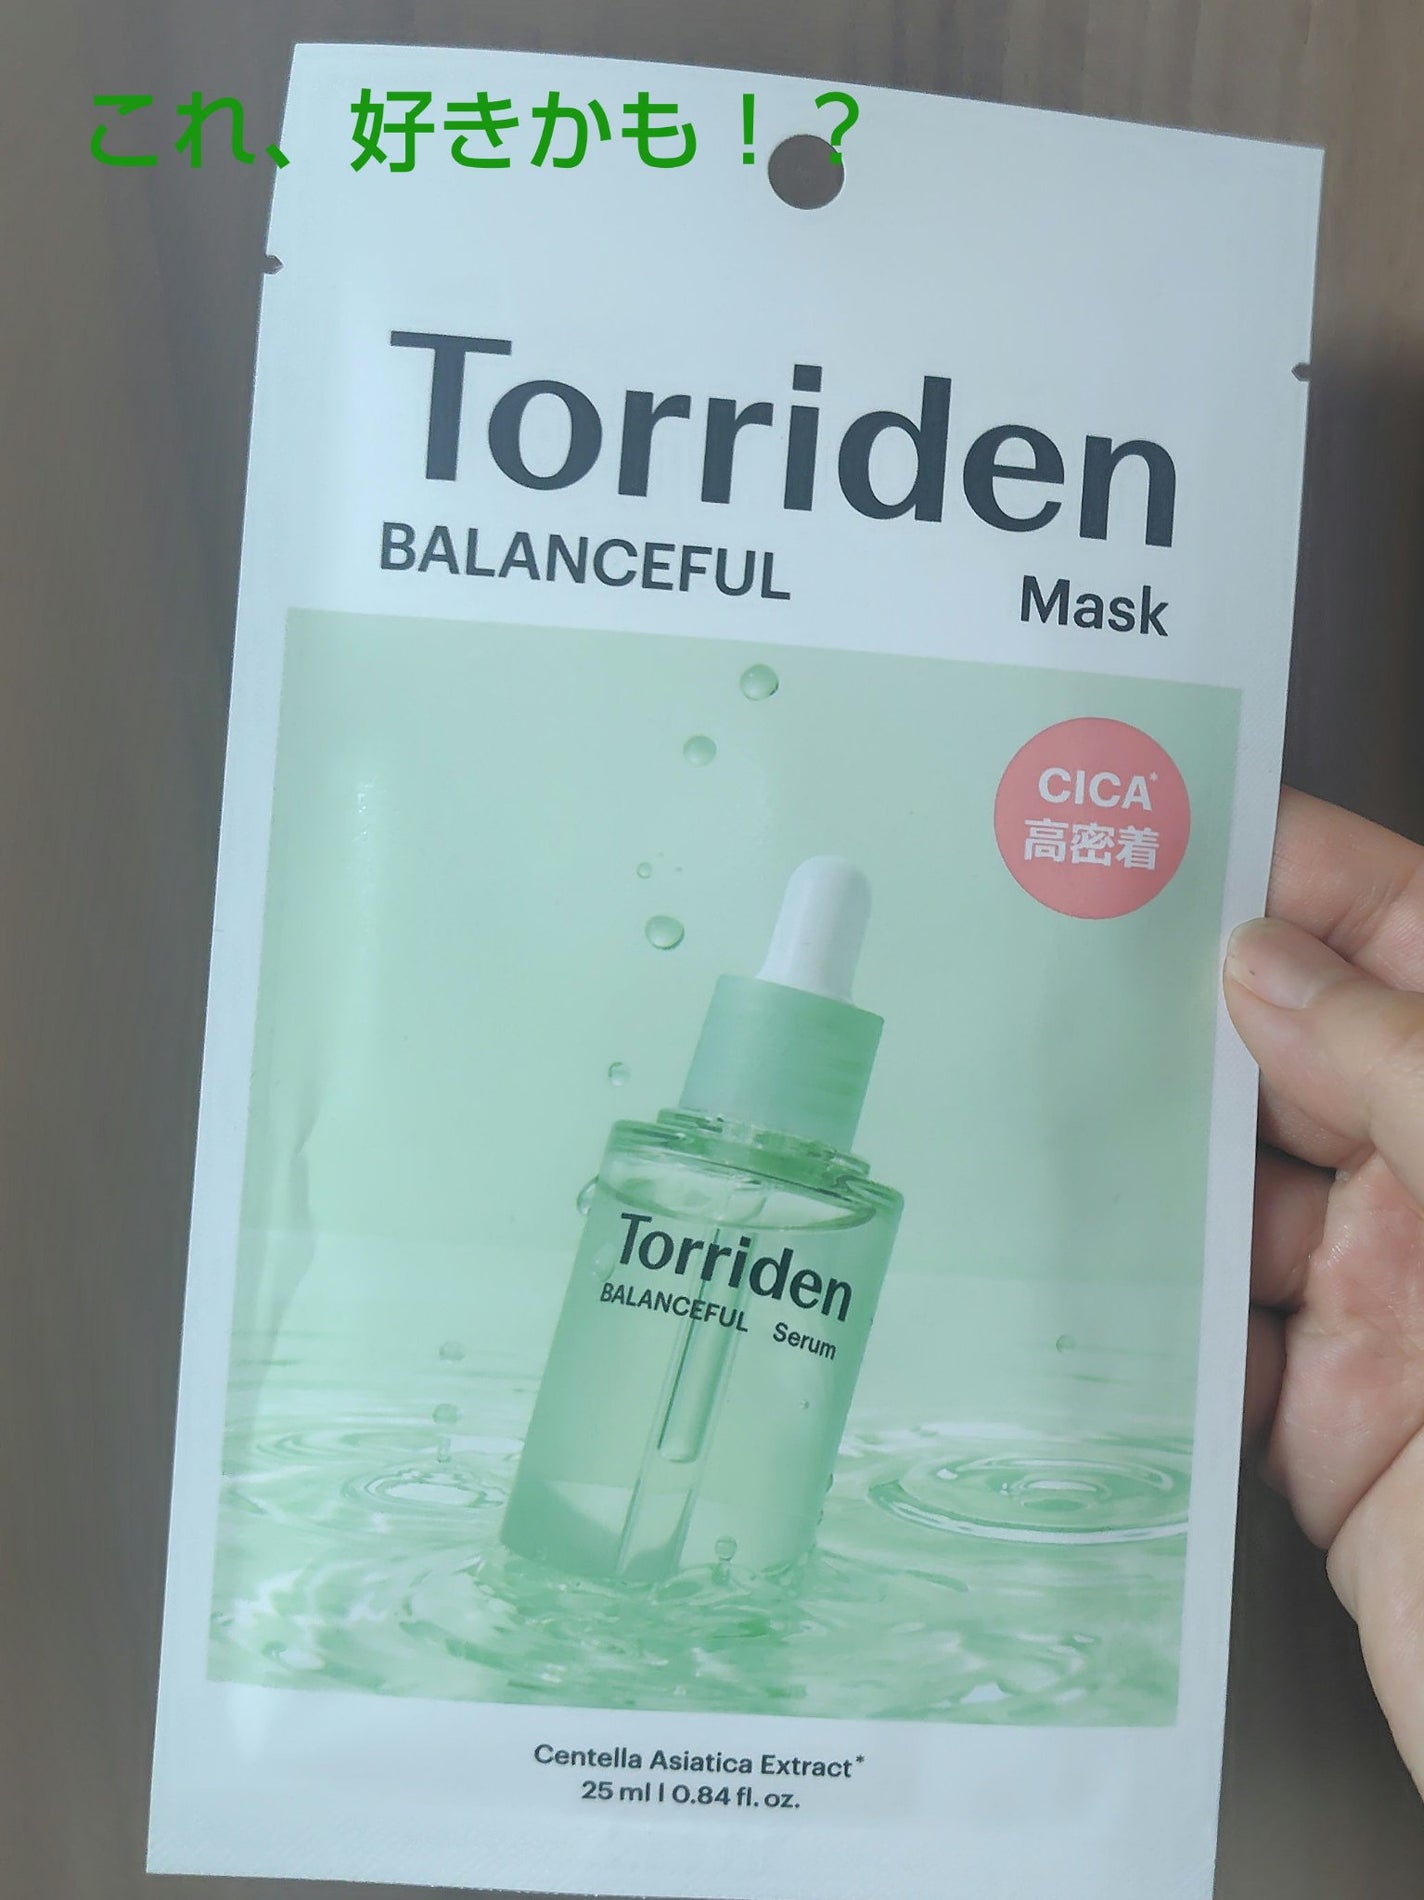 これ、好きかも！？
Torriden
BALANCEFUL Mask
CICA*
高密着
Torriden
BALANCEFUL Serum
Centella Asiatica Extract*
25 ml | 0.84 fl. oz.